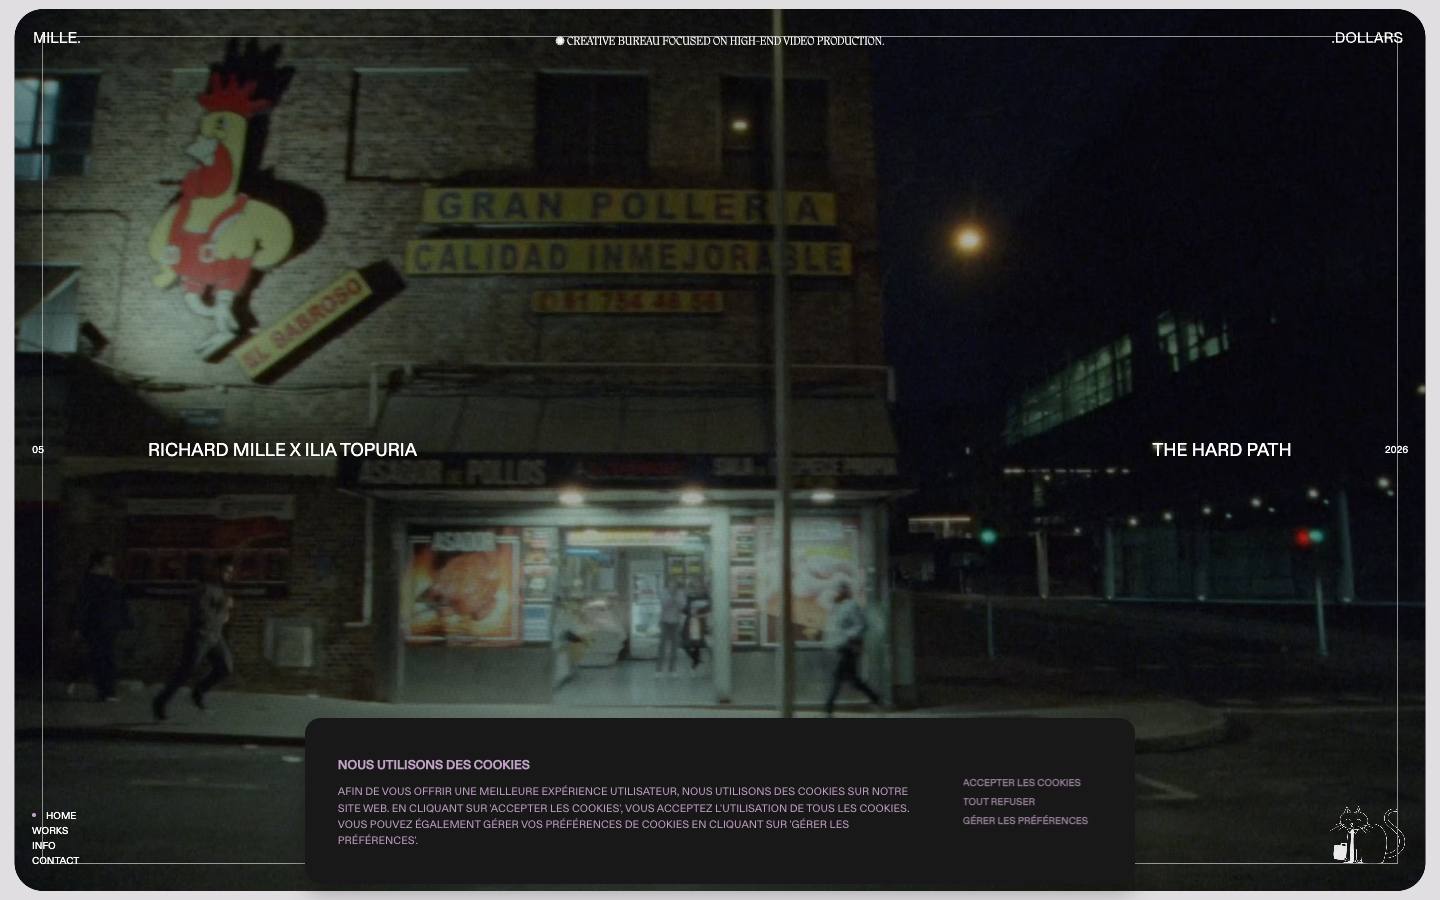 MILLE.
✺ CREATIVE BUREAU FOCUSED ON HIGH-END VIDEO PRODUCTION.
.DOLLARS
GRAN POLLERIA
CALIDAD INMEJORABLE
EL SABROSO
05
RICHARD MILLE X ILIA TOPURIA
THE HARD PATH
2026
ASADOR DE POLLOS
ASADOR
NOUS UTILISONS DES COOKIES
AFIN DE VOUS OFFRIR UNE MEILLEURE EXPÉRIENCE UTILISATEUR, NOUS UTILISONS DES COOKIES SUR NOTRE
SITE WEB. EN CLIQUANT SUR 'ACCEPTER LES COOKIES', VOUS ACCEPTEZ L'UTILISATION DE TOUS LES COOKIES.
VOUS POUVEZ ÉGALEMENT GÉRER VOS PRÉFÉRENCES DE COOKIES EN CLIQUANT SUR 'GÉRER LES
PRÉFÉRENCES'.
ACCEPTER LES COOKIES
TOUT REFUSER
GÉRER LES PRÉFÉRENCES
HOME
WORKS
INFO
CONTACT